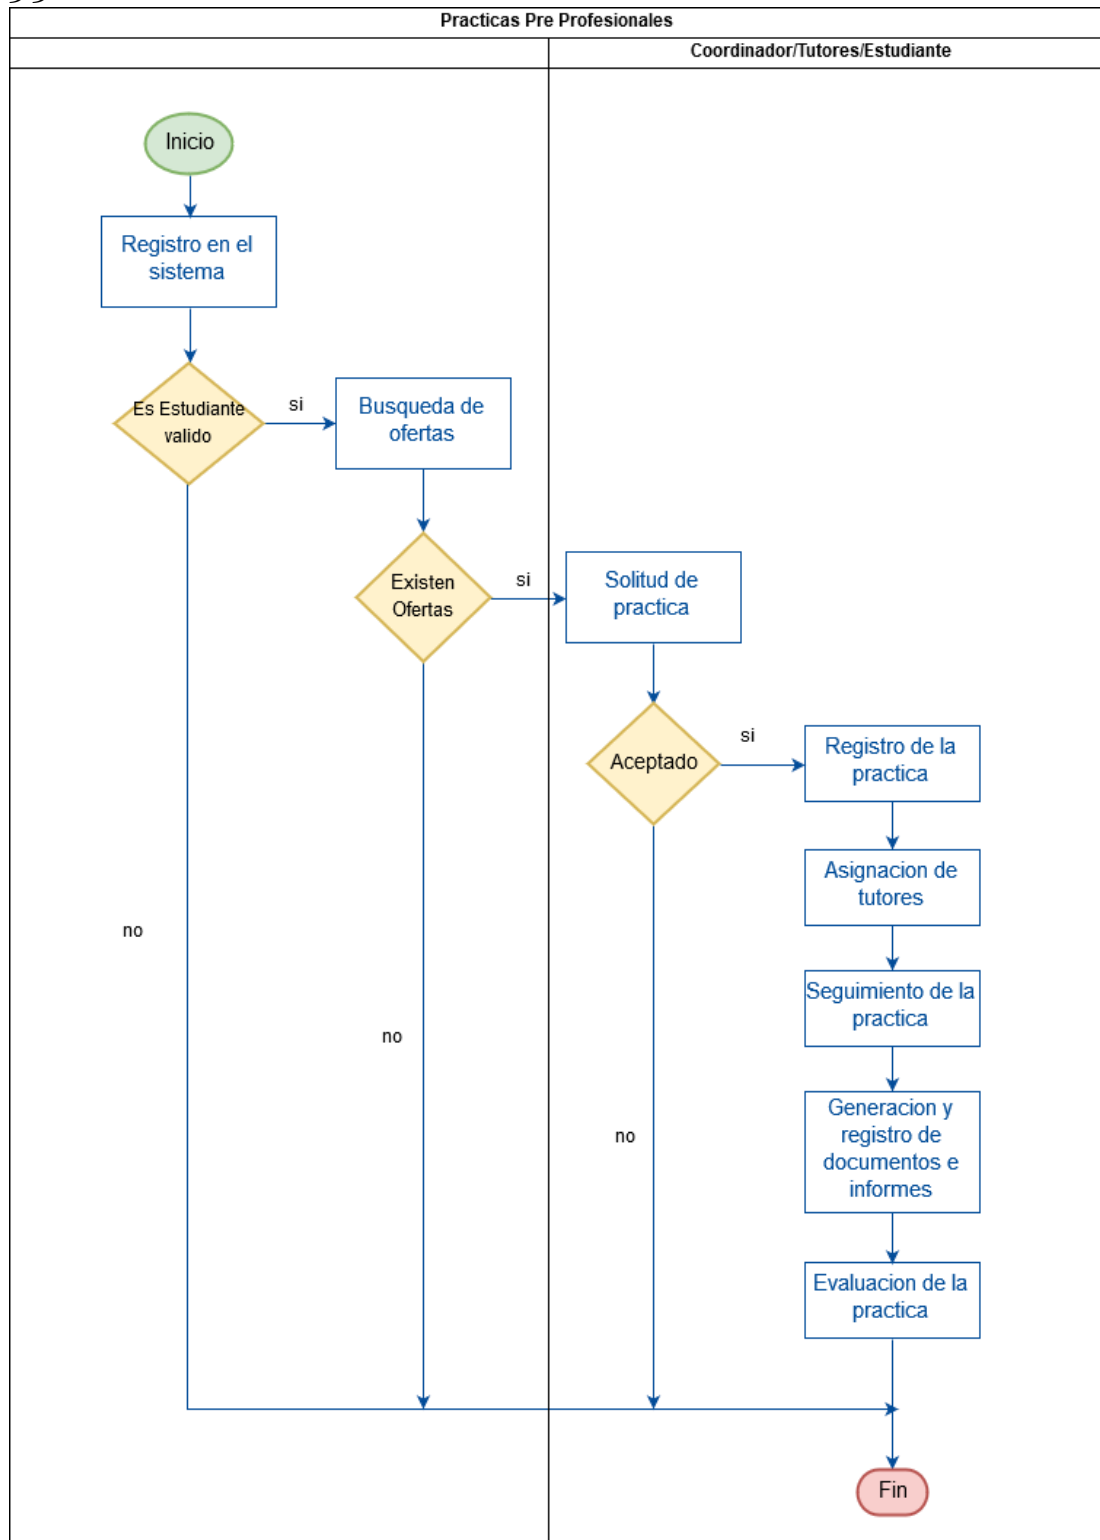 Practicas Pre Profesionales
Coordinador/Tutores/Estudiante
Inicio
Registro en el
sistema
Es Estudiante
valido
si
Busqueda de
ofertas
Existen
Ofertas
si
Solitud de
practica
Aceptado
si
Registro de la
practica
Asignacion de
tutores
no
Seguimiento de la
practica
no
Generacion y
registro de
documentos e
informes
no
Evaluacion de la
practica
Fin